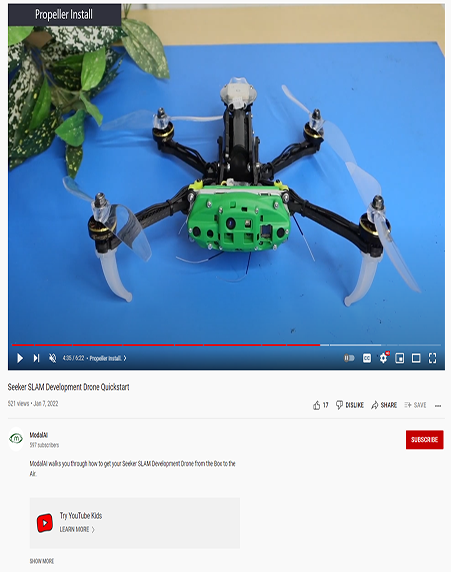 Propeller Install
4:35 / 6:22 • Propeller Install. >
CC
Seeker SLAM Development Drone Quickstart
521 views • Jan 7, 2022
17 DISLIKE SHARE SAVE
ModalAI
597 subscribers
SUBSCRIBE
ModalAI walks you through how to get your Seeker SLAM Development Drone from the Box to the
Air.
Try YouTube Kids
LEARN MORE >
SHOW MORE